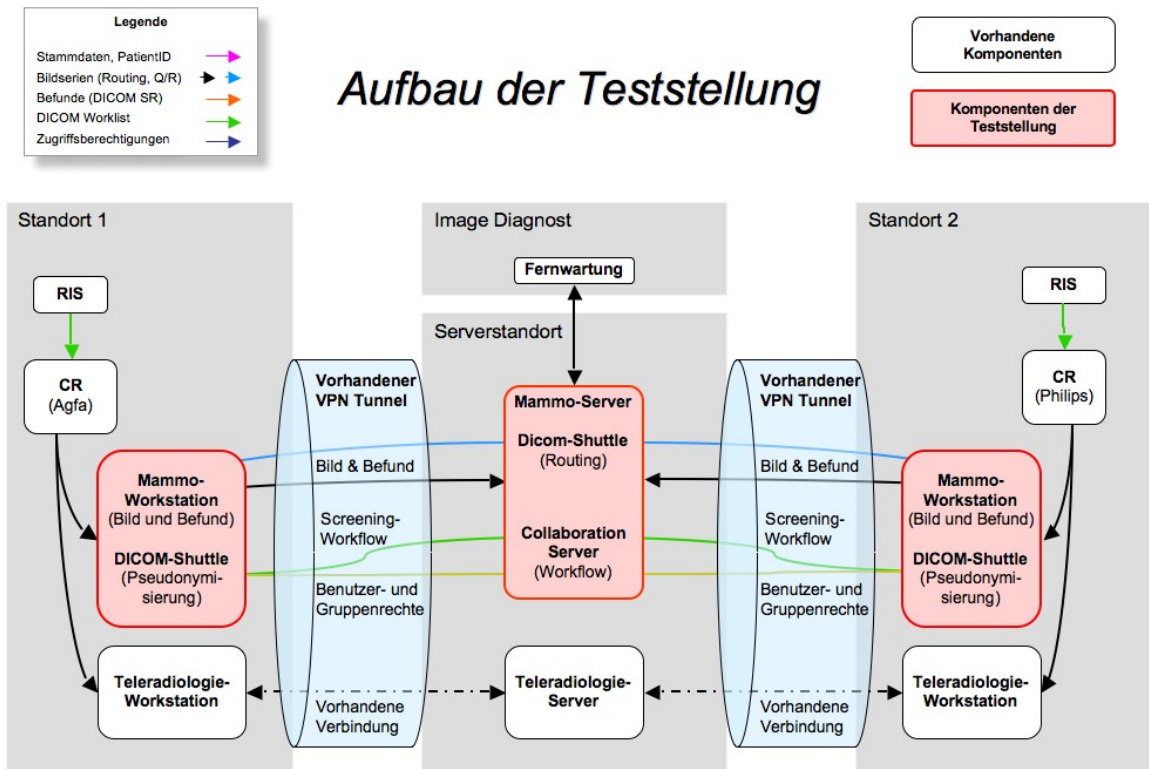 Legende
Stammdaten, PatientID
Bildserien (Routing, Q/R)
Befunde (DICOM SR)
DICOM Worklist
Zugriffsberechtigungen
Aufbau der Teststellung
Vorhandene
Komponenten
Komponenten der
Teststellung
Standort 1
RIS
CR
(Agfa)
Mammo-
Workstation
(Bild und Befund)
DICOM-Shuttle
(Pseudonymi-
sierung)
Teleradiologie-
Workstation
Vorhandener
VPN Tunnel
Bild & Befund
Screening-
Workflow
Benutzer- und
Gruppenrechte
Vorhandene
Verbindung
Image Diagnost
Fernwartung
Serverstandort
Mammo-Server
Dicom-Shuttle
(Routing)
Collaboration
Server
(Workflow)
Teleradiologie-
Server
Vorhandener
VPN Tunnel
Bild & Befund
Screening-
Workflow
Benutzer- und
Gruppenrechte
Vorhandene
Verbindung
Standort 2
RIS
CR
(Philips)
Mammo-
Workstation
(Bild und Befund)
DICOM-Shuttle
(Pseudonymi-
sierung)
Teleradiologie-
Workstation